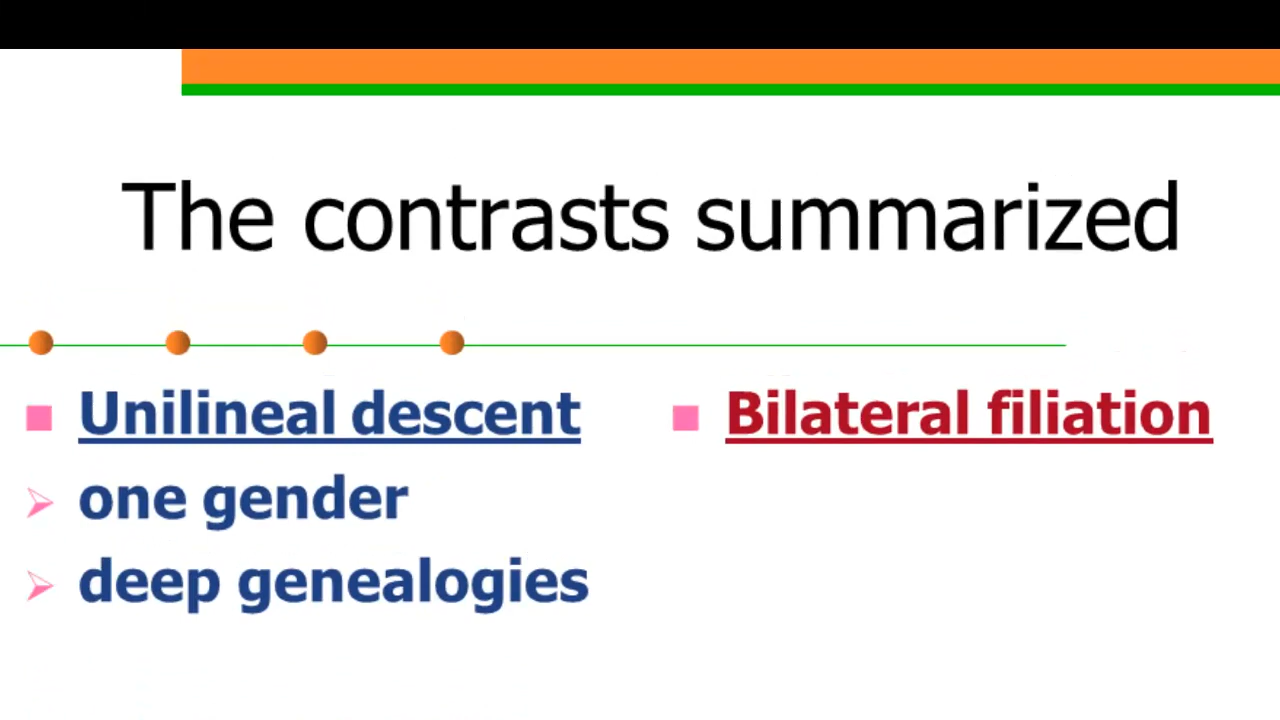 The contrasts summarized
Unilineal descent
one gender
deep genealogies
Bilateral filiation